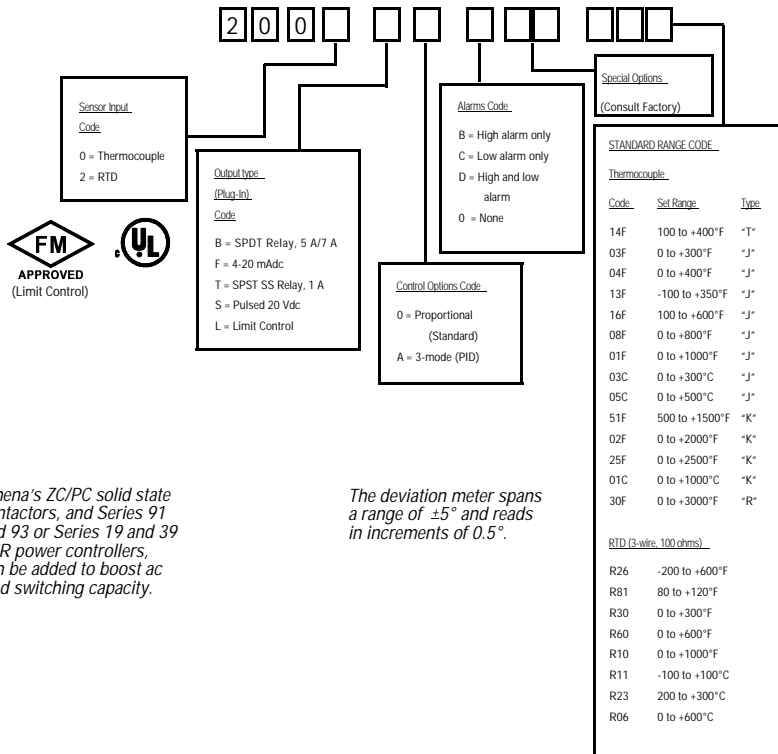 2 0 0
Sensor Input
Code
0 = Thermocouple
2 = RTD
FM
APPROVED
(Limit Control)
c UL
Output type
(Plug-In)
Code
B = SPDT Relay, 5 A/7 A
F = 4-20 mAdc
T = SPST SS Relay, 1 A
S = Pulsed 20 Vdc
L = Limit Control
Control Options Code
0 = Proportional
(Standard)
A = 3-mode (PID)
Alarms Code
B = High alarm only
C = Low alarm only
D = High and low
alarm
0 = None
Special Options
(Consult Factory)
STANDARD RANGE CODE
Thermocouple
Code Set Range Type
14F 100 to +400°F "T"
03F 0 to +300°F "J"
04F 0 to +400°F "J"
13F -100 to +350°F "J"
16F 100 to +600°F "J"
08F 0 to +800°F "J"
01F 0 to +1000°F "J"
03C 0 to +300°C "J"
05C 0 to +500°C "J"
51F 500 to +1500°F "K"
02F 0 to +2000°F "K"
25F 0 to +2500°F "K"
01C 0 to +1000°C "K"
30F 0 to +3000°F "R"
RTD (3-wire, 100 ohms)
R26 -200 to +600°F
R81 80 to +120°F
R30 0 to +300°F
R60 0 to +600°F
R10 0 to +1000°F
R11 -100 to +100°C
R23 200 to +300°C
R06 0 to +600°C
ena's ZC/PC solid state
ntactors, and Series 91
d 93 or Series 19 and 39
R power controllers,
n be added to boost ac
d switching capacity.
The deviation meter spans
a range of ±5° and reads
in increments of 0.5°.